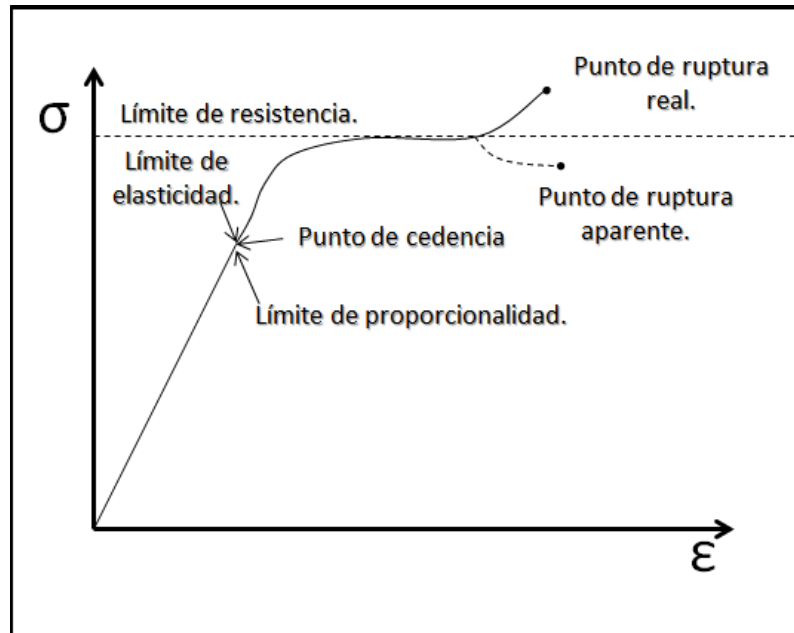 σ
Límite de resistencia.
Punto de ruptura
real.
Límite de
elasticidad.
Punto de ruptura
aparente.
Punto de cedencia
Límite de proporcionalidad.
ε